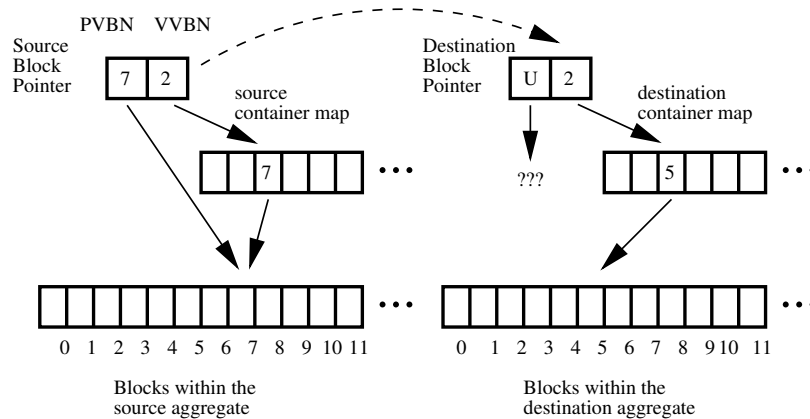 PVBN VVBN
Source
Block
Pointer
7 2
source
container map
7
0 1 2 3 4 5 6 7 8 9 10 11
Blocks within the
source aggregate
Destination
Block
Pointer
U 2
destination
container map
???
5
0 1 2 3 4 5 6 7 8 9 10 11
Blocks within the
destination aggregate